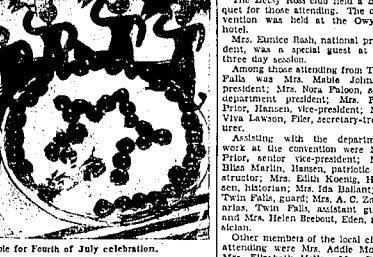 ble for Fourth of July celebration.
The Betsy Ross club held a
quet for those attending. The c
vention was held at the Owy
hotel.
Mrs. Eunice Rash, national pr
dent, was a special guest at
three day session.
Among those attending from T
Falls was Mrs. Mable John
president; Mrs. Nora Faloon, s
department president; Mrs. F
Prior, Hansen, vice-president;
Viva Lawson, Filer, secretary-tre
urer.
Assisting with the departm
work at the convention were
Prior, senior vice-president;
Bliss Marlin, Hansen, patriotic
structor; Mrs. Edith Koenig, H
sen, historian; Mrs. Ida Ballant;
Twin Falls, guard; Mrs. A. C. Za
arias, Twin Falls, assistant gu
and Mrs. Helen Brebout, Eden,
sician.
Other members of the local cl
attending were Mrs. Addie Mo